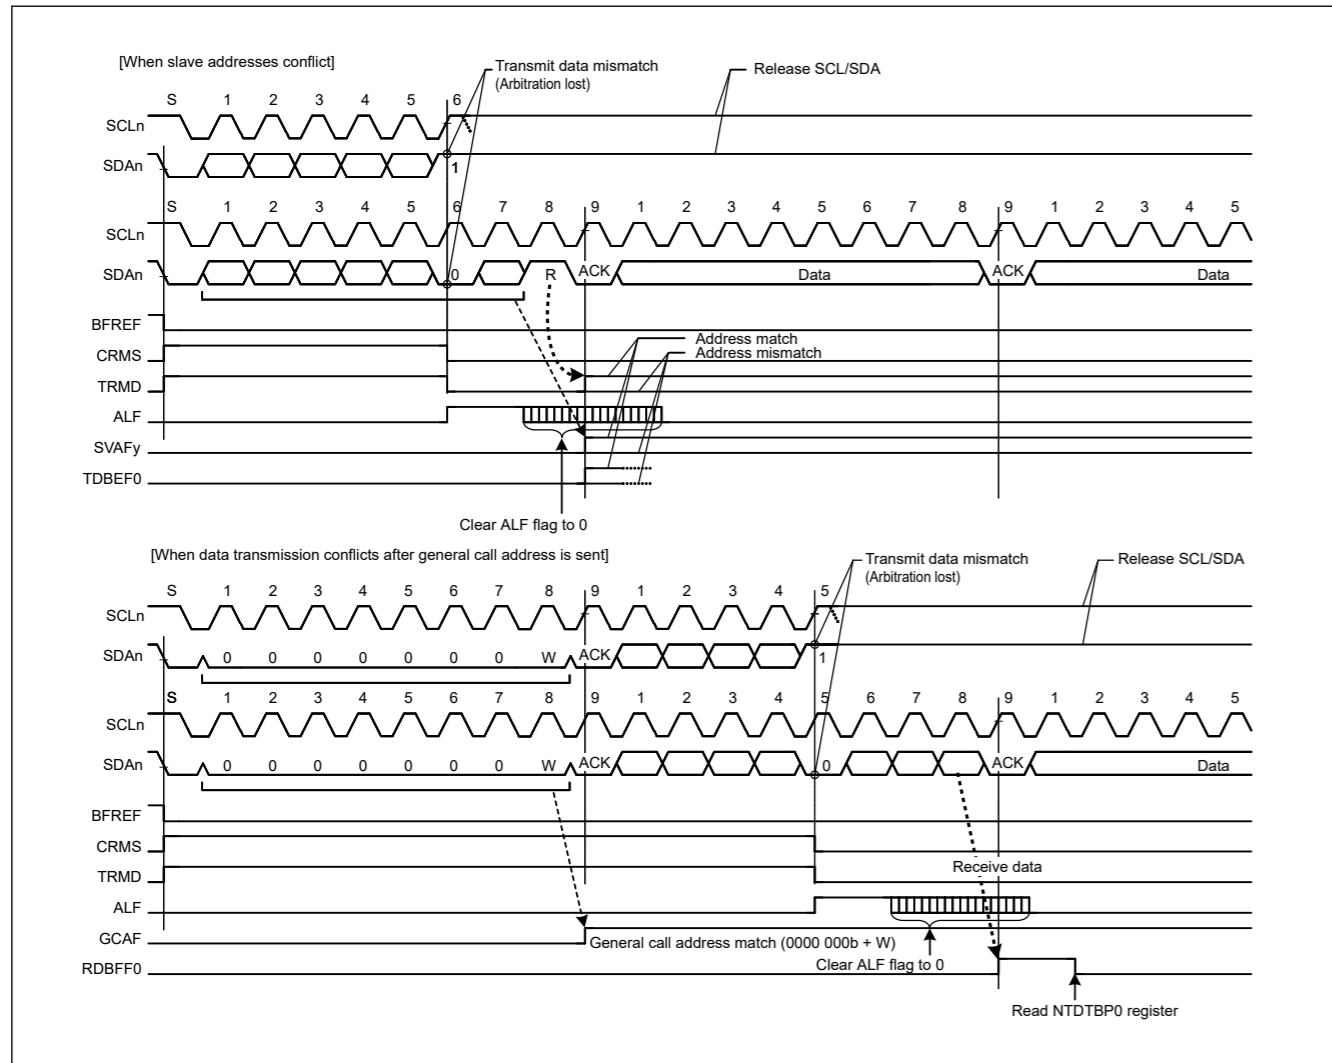 [When slave addresses conflict]
Transmit data mismatch
(Arbitration lost)
Release SCL/SDA
S 1 2 3 4 5 6
SCLn
SDAn
1
S 1 2 3 4 5 6 7 8 9 1 2 3 4 5 6 7 8 9 1 2 3 4 5
SCLn
SDAn
0 R ACK Data ACK Data
BFREF
Address match
CRMS
Address mismatch
TRMD
ALF
SVAFy
TDBEF0
Clear ALF flag to 0
[When data transmission conflicts after general call address is sent]
Transmit data mismatch
(Arbitration lost)
Release SCL/SDA
S 1 2 3 4 5 6 7 8 9 1 2 3 4 5
SCLn
SDAn
0 0 0 0 0 0 0 W ACK 1
S 1 2 3 4 5 6 7 8 9 1 2 3 4 5 6 7 8 9 1 2 3 4 5
SCLn
SDAn
0 0 0 0 0 0 0 W ACK 0 ACK Data
BFREF
CRMS
Receive data
TRMD
ALF
GCAF
General call address match (0000 000b + W)
Clear ALF flag to 0
RDBFF0
Read NTDTBP0 register